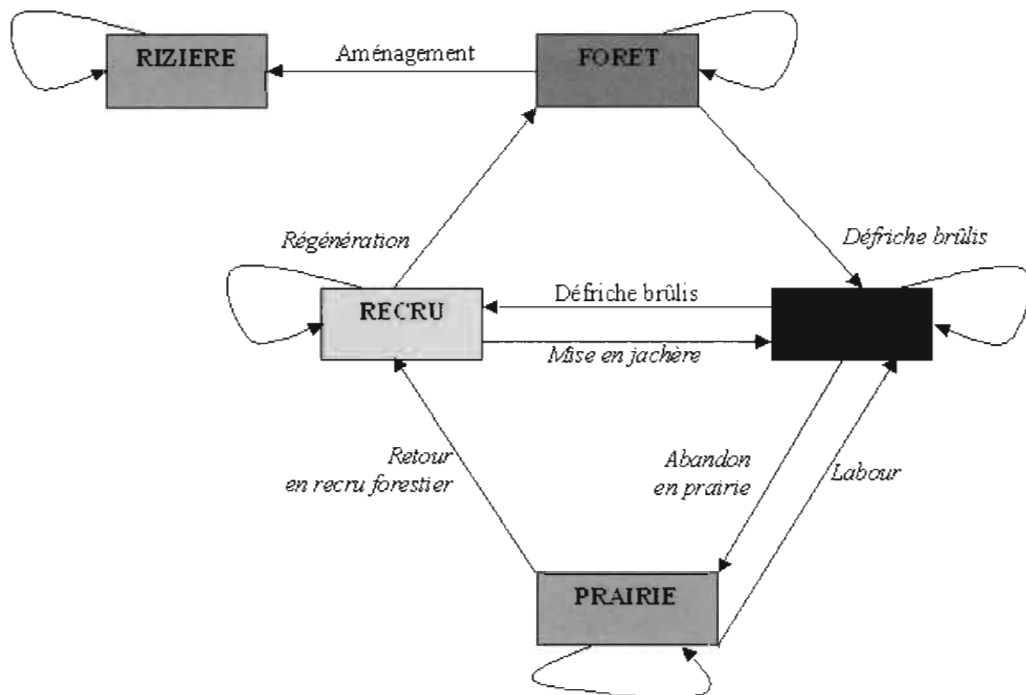 RIZIERE
Aménagement
FORET
Régénération
Défriche brûlis
RECRU
Défriche brûlis
Mise en jachère
Retour
en recru forestier
Abandon
en prairie
Labour
PRAIRIE